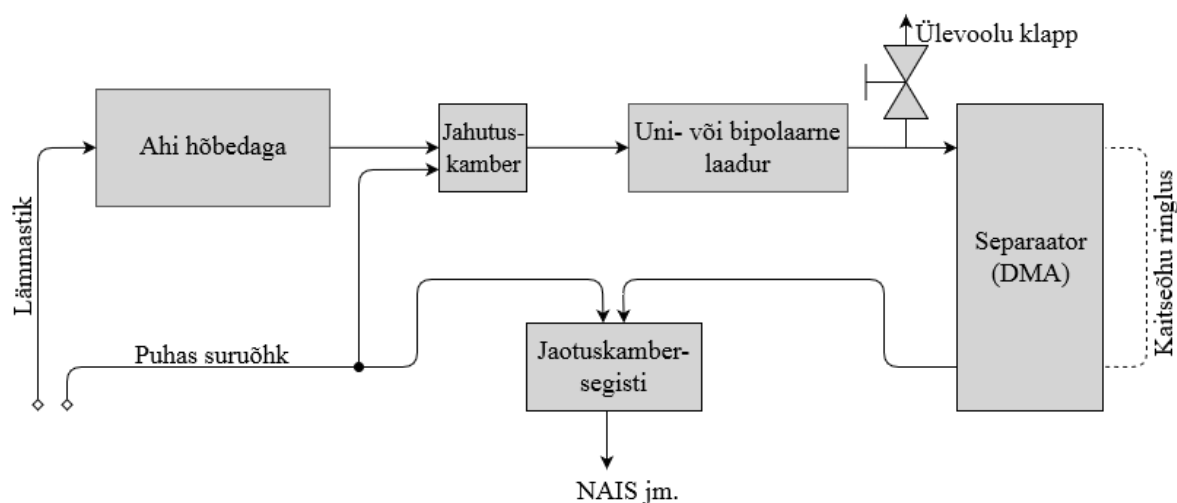 Ülevoolu klapp
Ahi hõbedaga
Jahutus-
kamber
Uni- või bipolaarne
laadur
Separaator
(DMA)
Kaitseõhu ringlus
Lämmastik
Puhas suruõhk
Jaotuskamber-
segisti
NAIS jm.